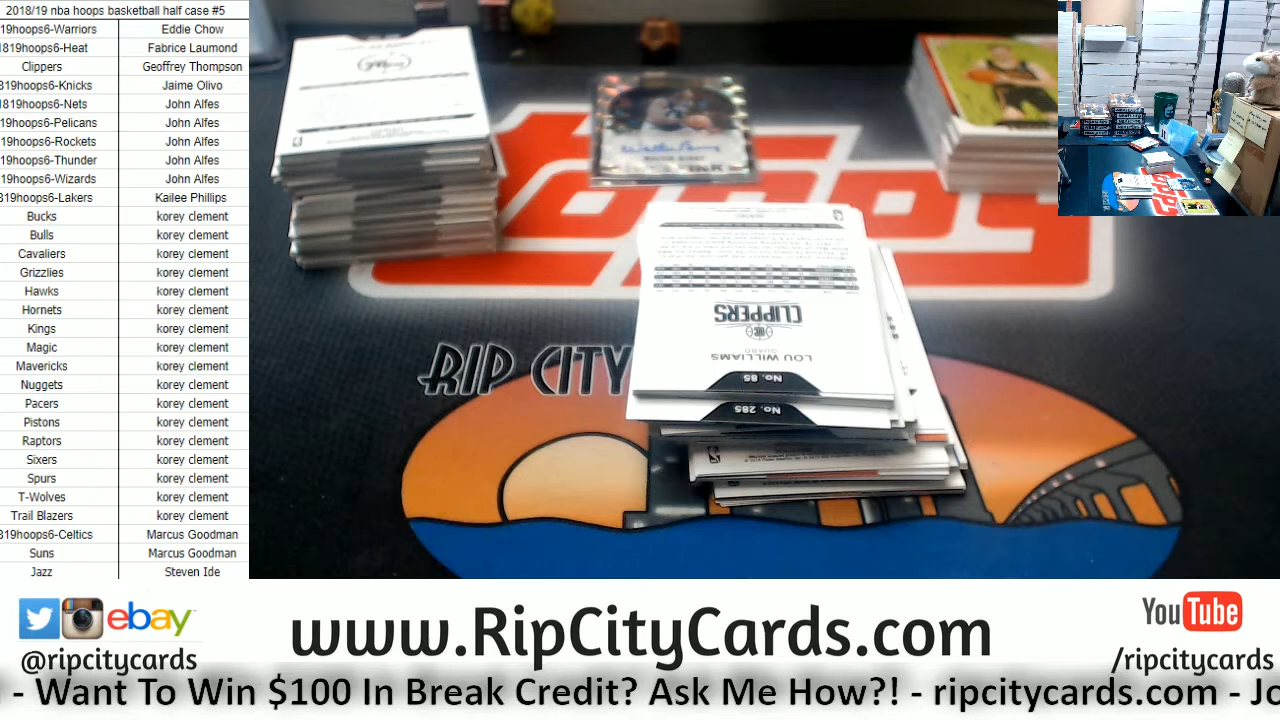 2018/19 nba hoops basketball half case #5
19hoops6-Warriors Eddie Chow
1819hoops6-Heat Fabrice Laumond
Clippers Geoffrey Thompson
819hoops6-Knicks Jaime Olivo
1819hoops6-Nets John Alfes
819hoops6-Pelicans John Alfes
19hoops6-Rockets John Alfes
19hoops6-Thunder John Alfes
19hoops6-Wizards John Alfes
819hoops6-Lakers Kailee Phillips
Bucks korey clement
Bulls korey clement
Cavaliers korey clement
Grizzlies korey clement
Hawks korey clement
Hornets korey clement
Kings korey clement
Magic korey clement
Mavericks korey clement
Nuggets korey clement
Pacers korey clement
Pistons korey clement
Raptors korey clement
Sixers korey clement
Spurs korey clement
T-Wolves korey clement
Trail Blazers korey clement
819hoops6-Celtics Marcus Goodman
Suns Marcus Goodman
Jazz Steven Ide
RIP CITY
CLIPPERS
GUARD
LOU WILLIAMS
No. 85
No. 285
ebay
@ripcitycards
www.RipCityCards.com
YouTube
/ripcitycards
- Want To Win $100 In Break Credit? Ask Me How?! - ripcitycards.com - Jo